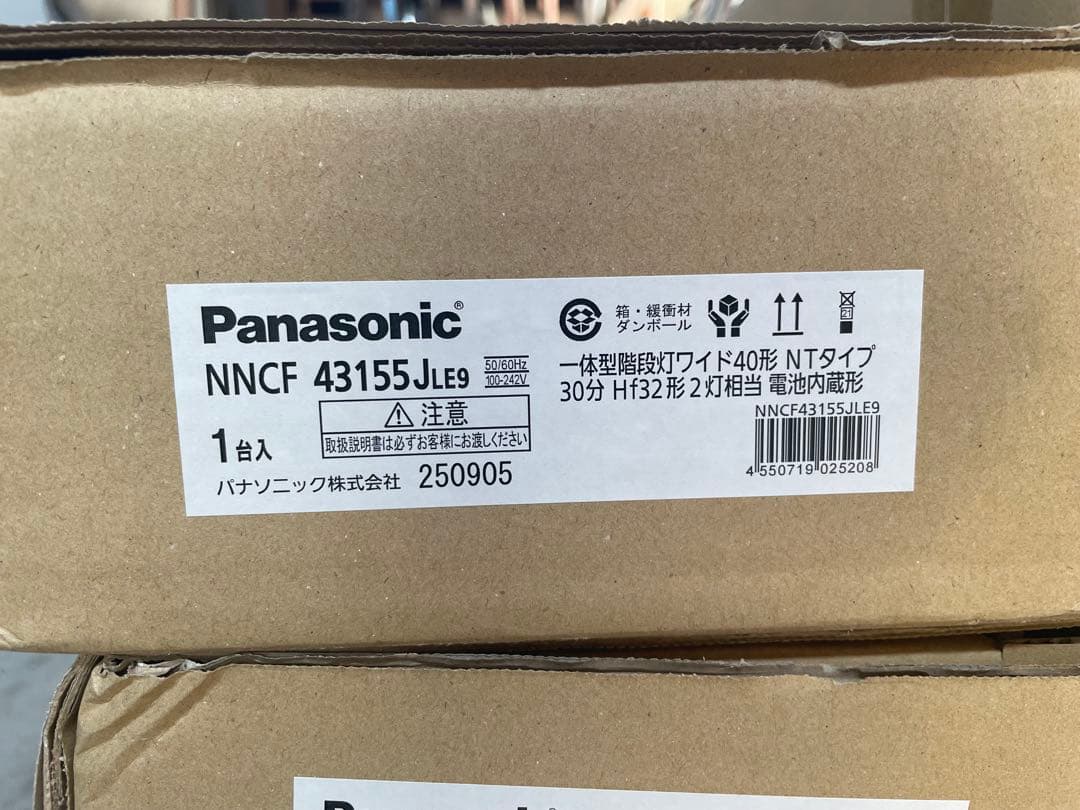 Panasonic®
NNCF 43155JLE9
50/60Hz
100-242V
⚠注意
取扱説明書は必ずお客様にお渡しください
1台入
パナソニック株式会社 250905
箱・緩衝材
ダンボール
21
一体型階段灯ワイド40形 NTタイプ
30分 Hf32形2灯相当 電池内蔵形
NNCF43155JLE9
4 550719 025208